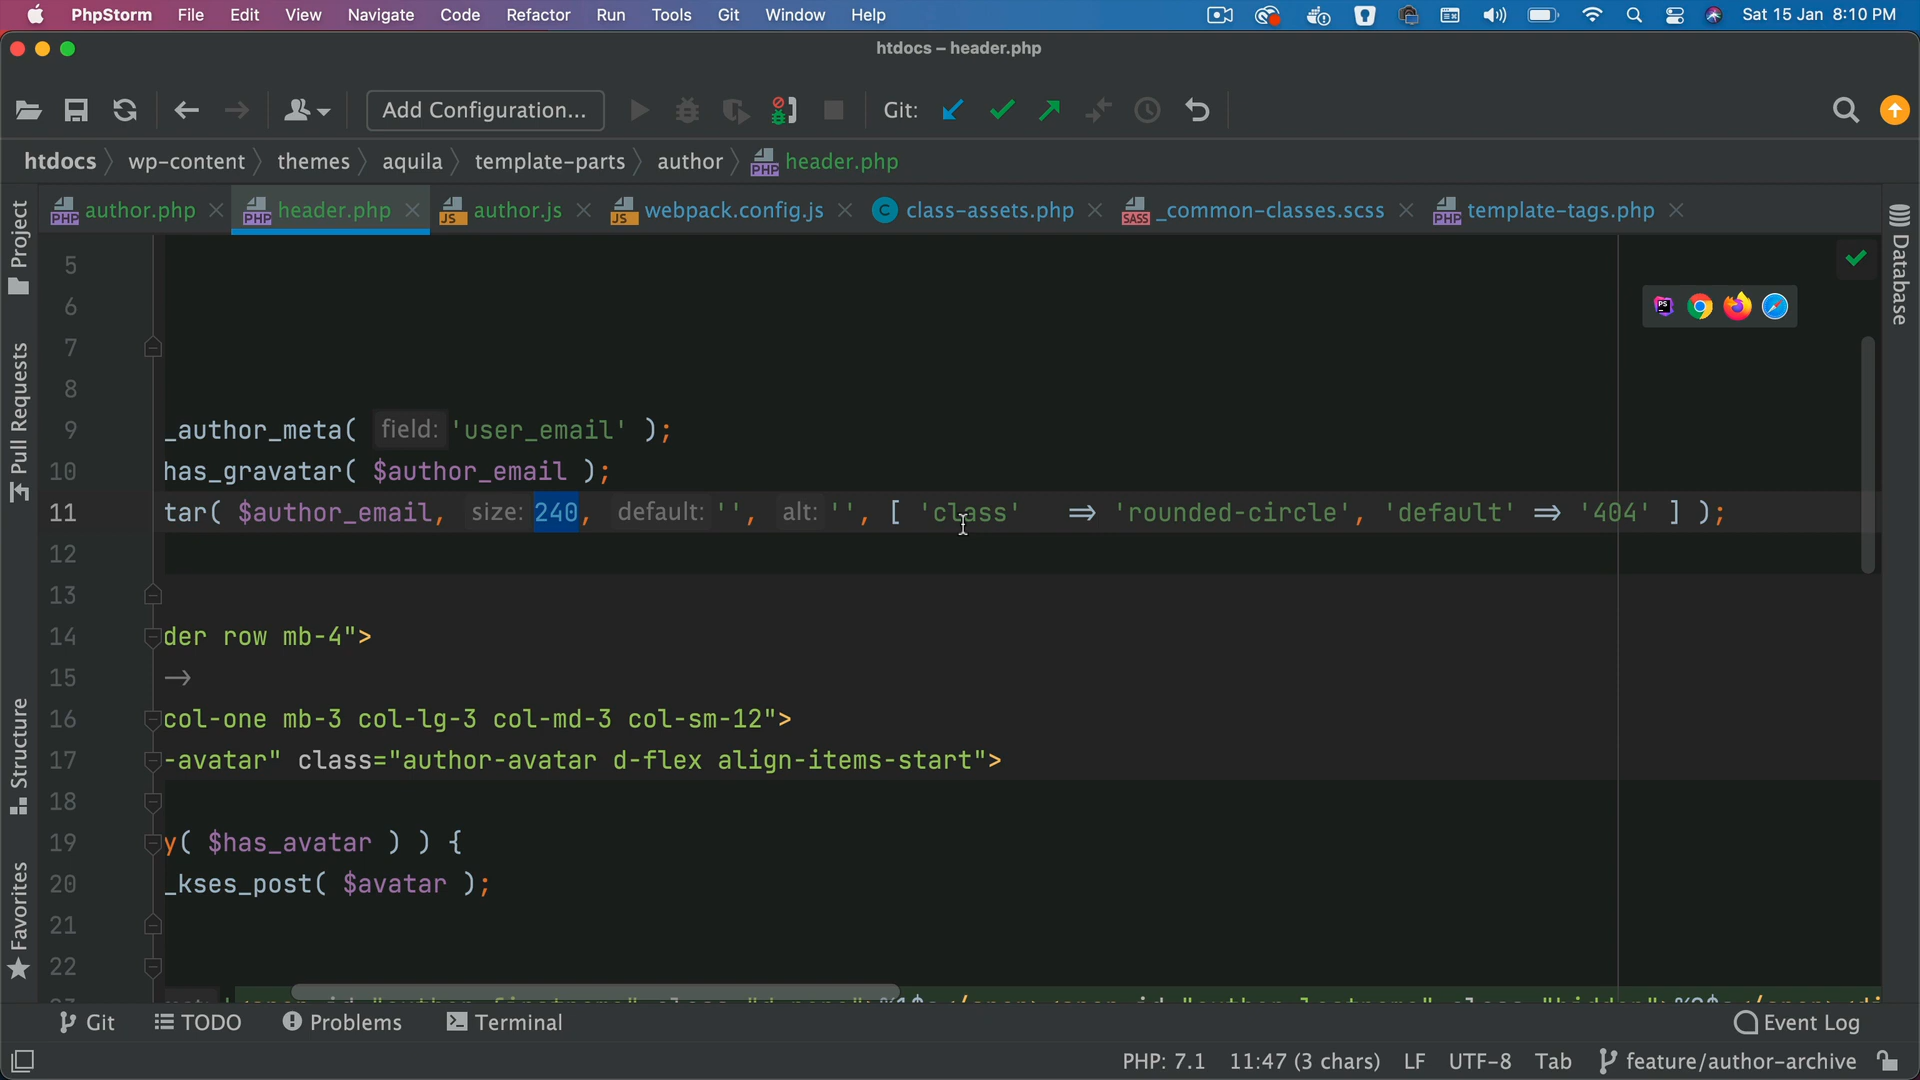 PhpStorm File Edit View Navigate Code Refactor Run Tools Git Window Help Sat 15 Jan 8:10 PM
htdocs – header.php
Add Configuration... Git:
htdocs wp-content themes aquila template-parts author header.php
author.php header.php author.js webpack.config.js class-assets.php _common-classes.scss template-tags.php
Project
Pull Requests
Structure
Favorites
Database
5
6
7
8
9 _author_meta( field: 'user_email' );
10 has_gravatar( $author_email );
11 tar( $author_email, size: 240, default: '', alt: '', [ 'class' => 'rounded-circle', 'default' => '404' ] );
12
13
14 der row mb-4">
15 →
16 col-one mb-3 col-lg-3 col-md-3 col-sm-12">
17 -avatar" class="author-avatar d-flex align-items-start">
18
19 y( $has_avatar ) ) {
20 _kses_post( $avatar );
21
22
Git TODO Problems Terminal Event Log
PHP: 7.1 11:47 (3 chars) LF UTF-8 Tab feature/author-archive